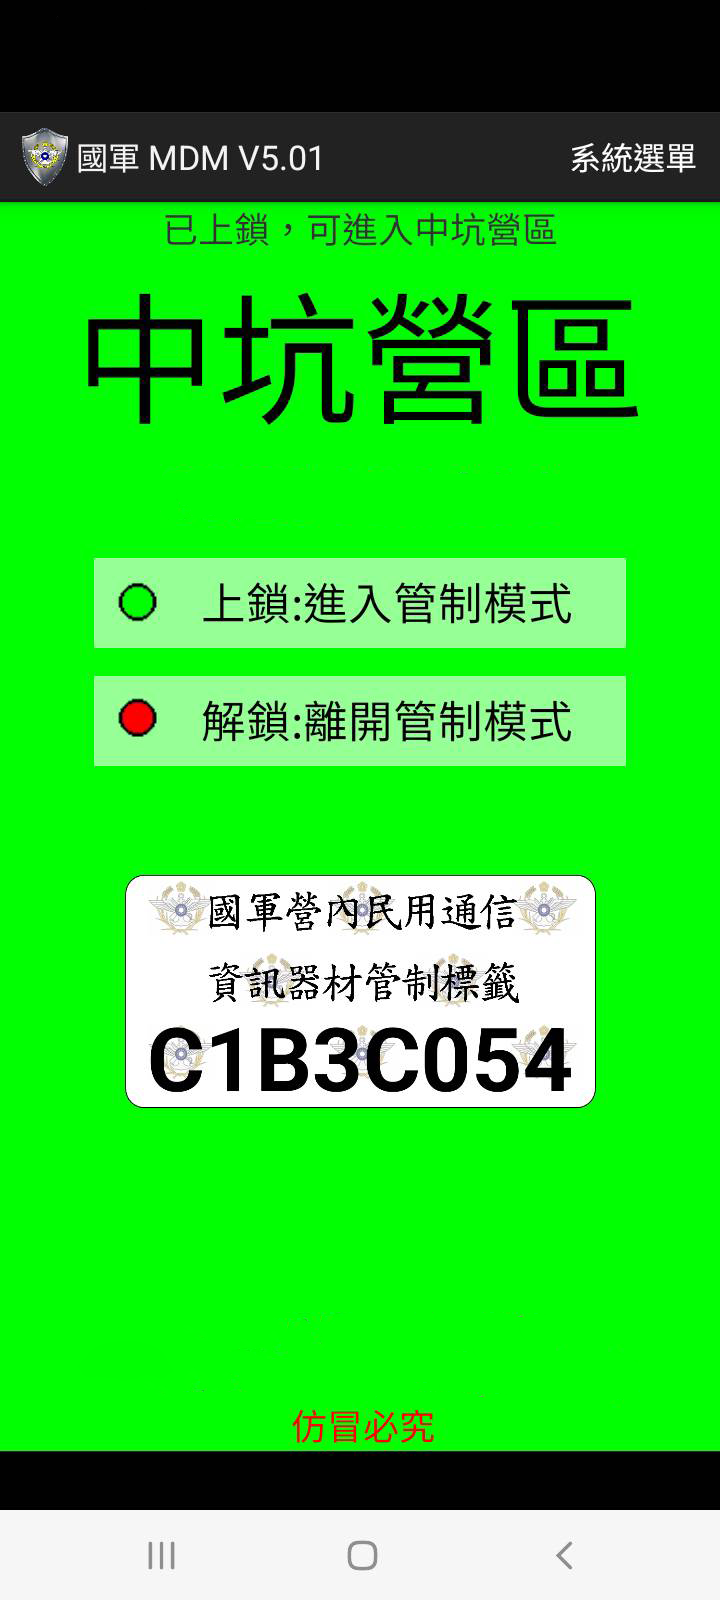 國軍 MDM V5.01
系統選單
已上鎖，可進入中坑營區
中坑營區
上鎖:進入管制模式
解鎖:離開管制模式
國軍營內民用通信
資訊器材管制標籤
C1B3C054
仿冒必究